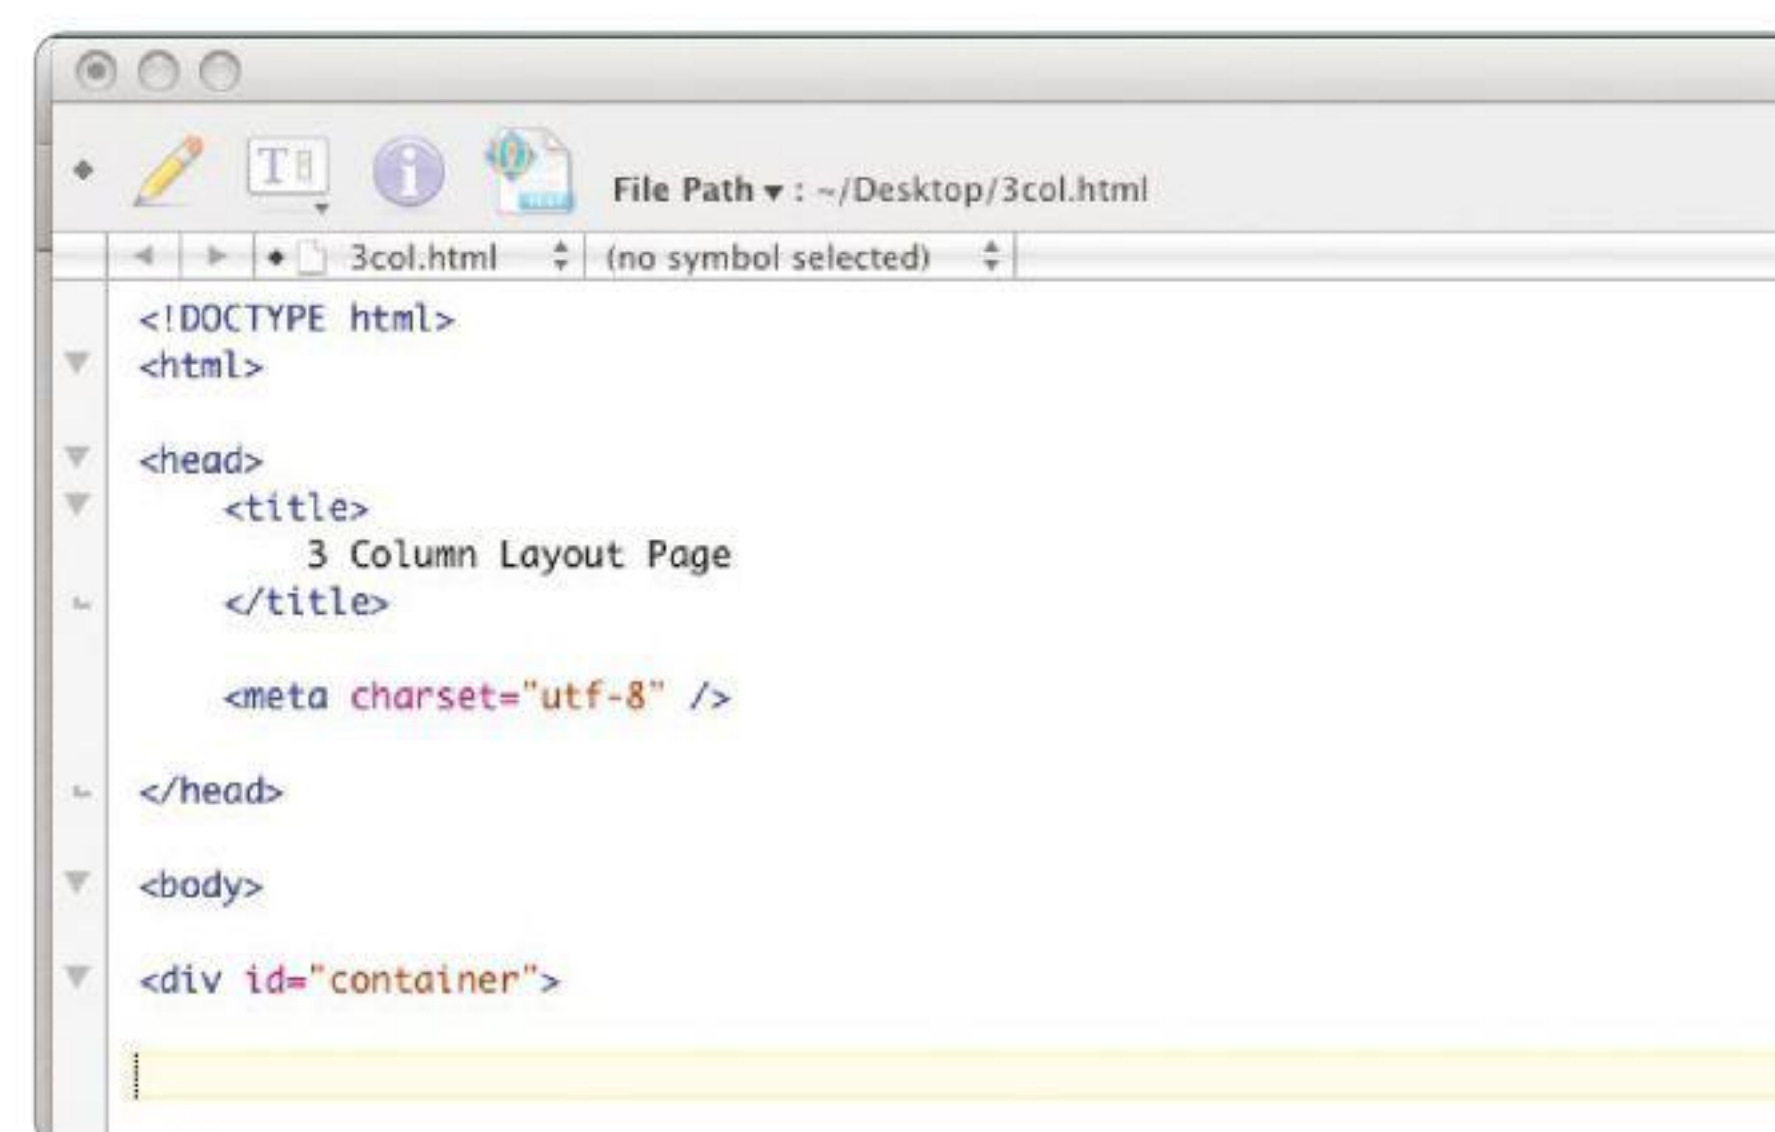 File Path ▾ : ~/Desktop/3col.html
3col.html (no symbol selected)
<!DOCTYPE html>
<html>
<head>
<title>
3 Column Layout Page
</title>
<meta charset="utf-8" />
</head>
<body>
<div id="container">